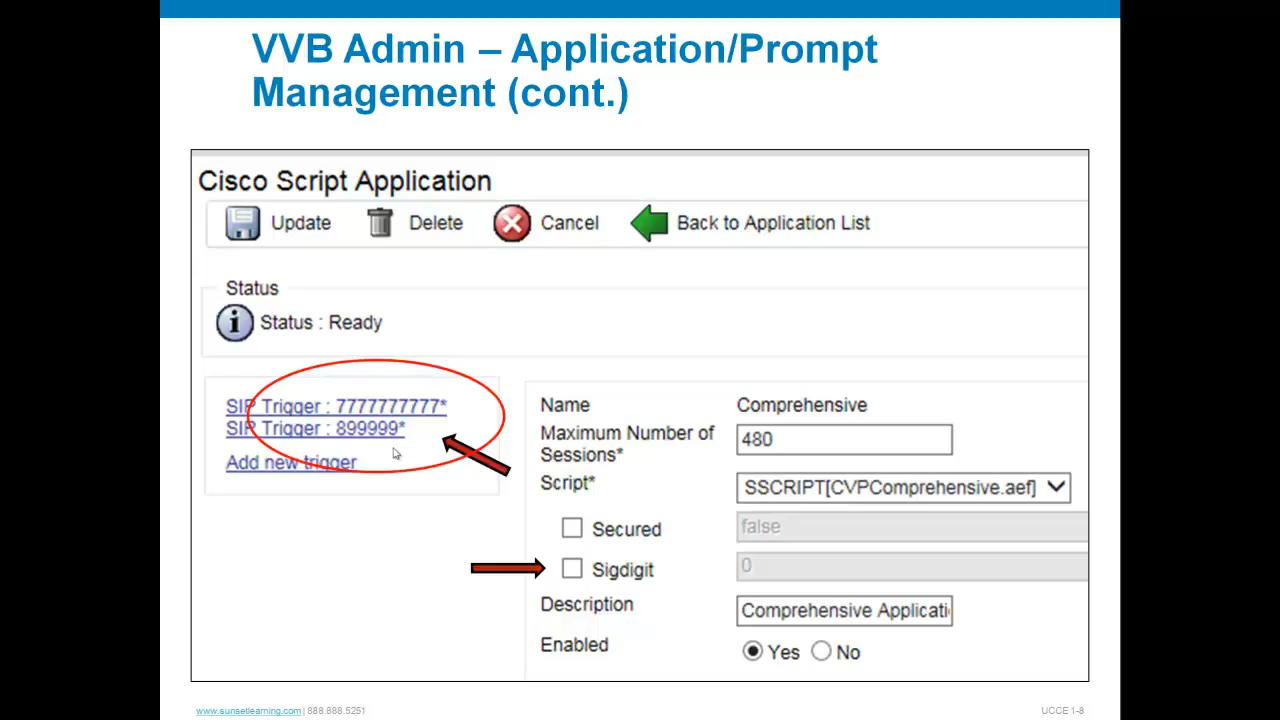 VVB Admin – Application/Prompt
Management (cont.)
Cisco Script Application
Update
Delete
Cancel
Back to Application List
Status
Status : Ready
SIP Trigger : 7777777777*
SIP Trigger : 899999*
Add new trigger
Name
Comprehensive
Maximum Number of
Sessions*
480
Script*
SSCRIPT[CVPComprehensive.aef]
Secured
false
Sigdigit
0
Description
Comprehensive Applicati
Enabled
Yes
No
www.sunsetlearning.com | 888.888.5251
UCCE 1-8